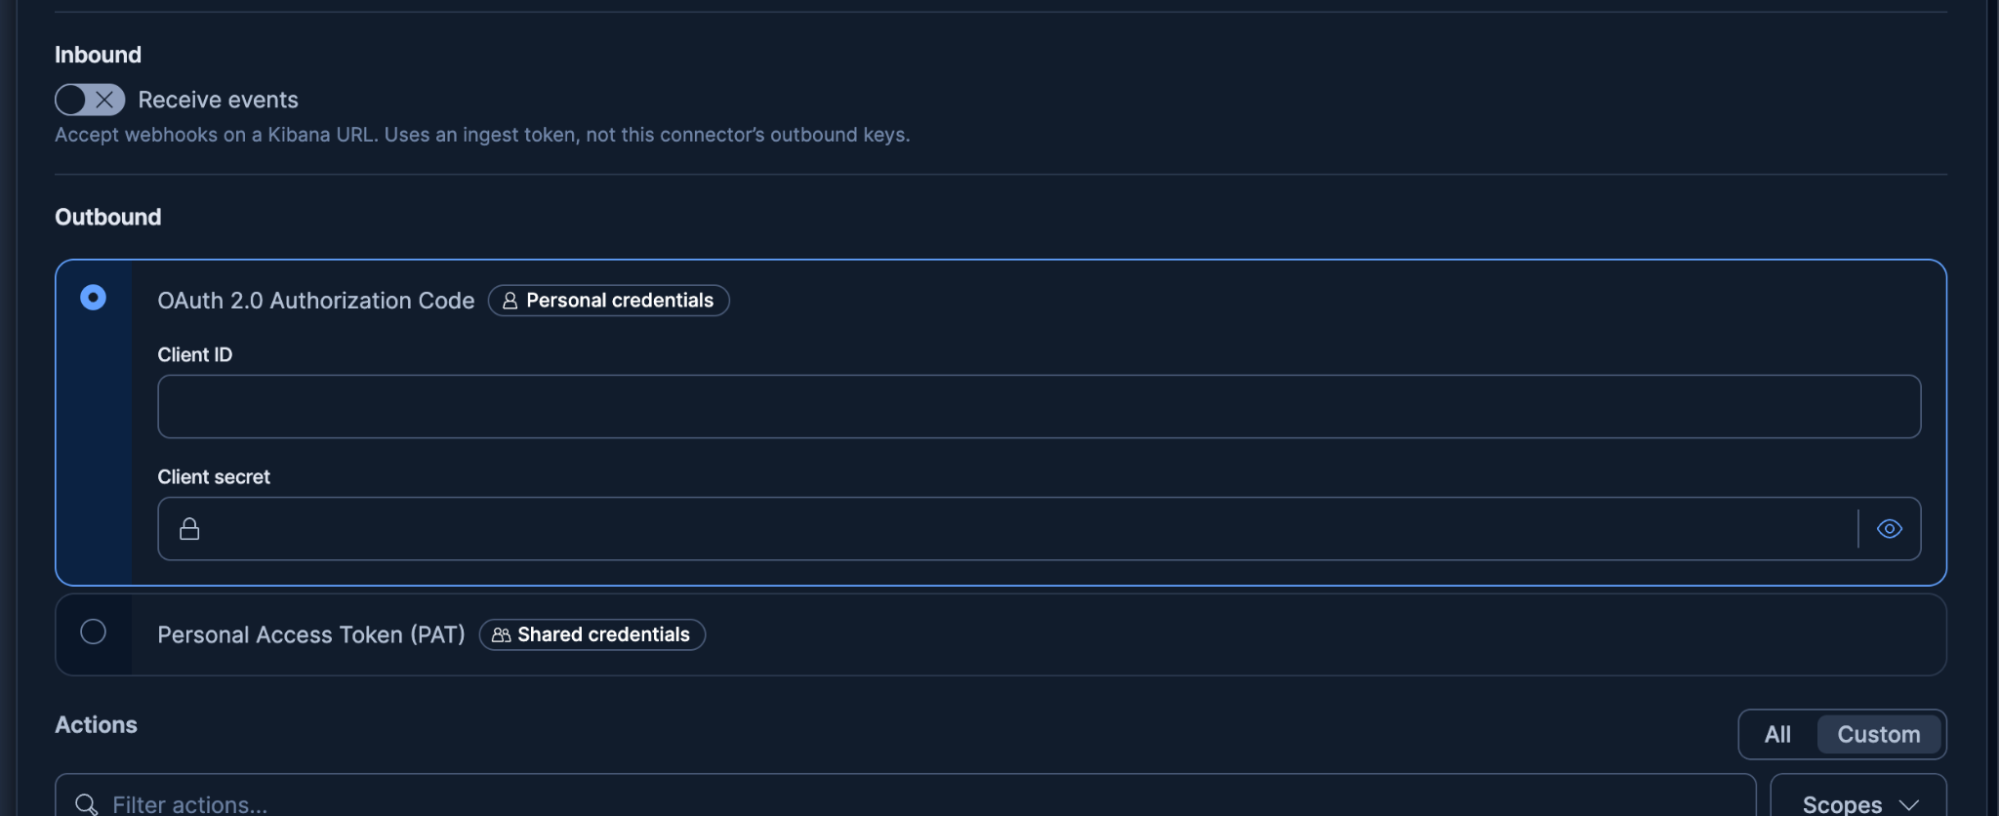 Inbound
Receive events
Accept webhooks on a Kibana URL. Uses an ingest token, not this connector’s outbound keys.
Outbound
OAuth 2.0 Authorization Code Personal credentials
Client ID
Client secret
Personal Access Token (PAT) Shared credentials
Actions
All Custom
Filter actions... Scopes